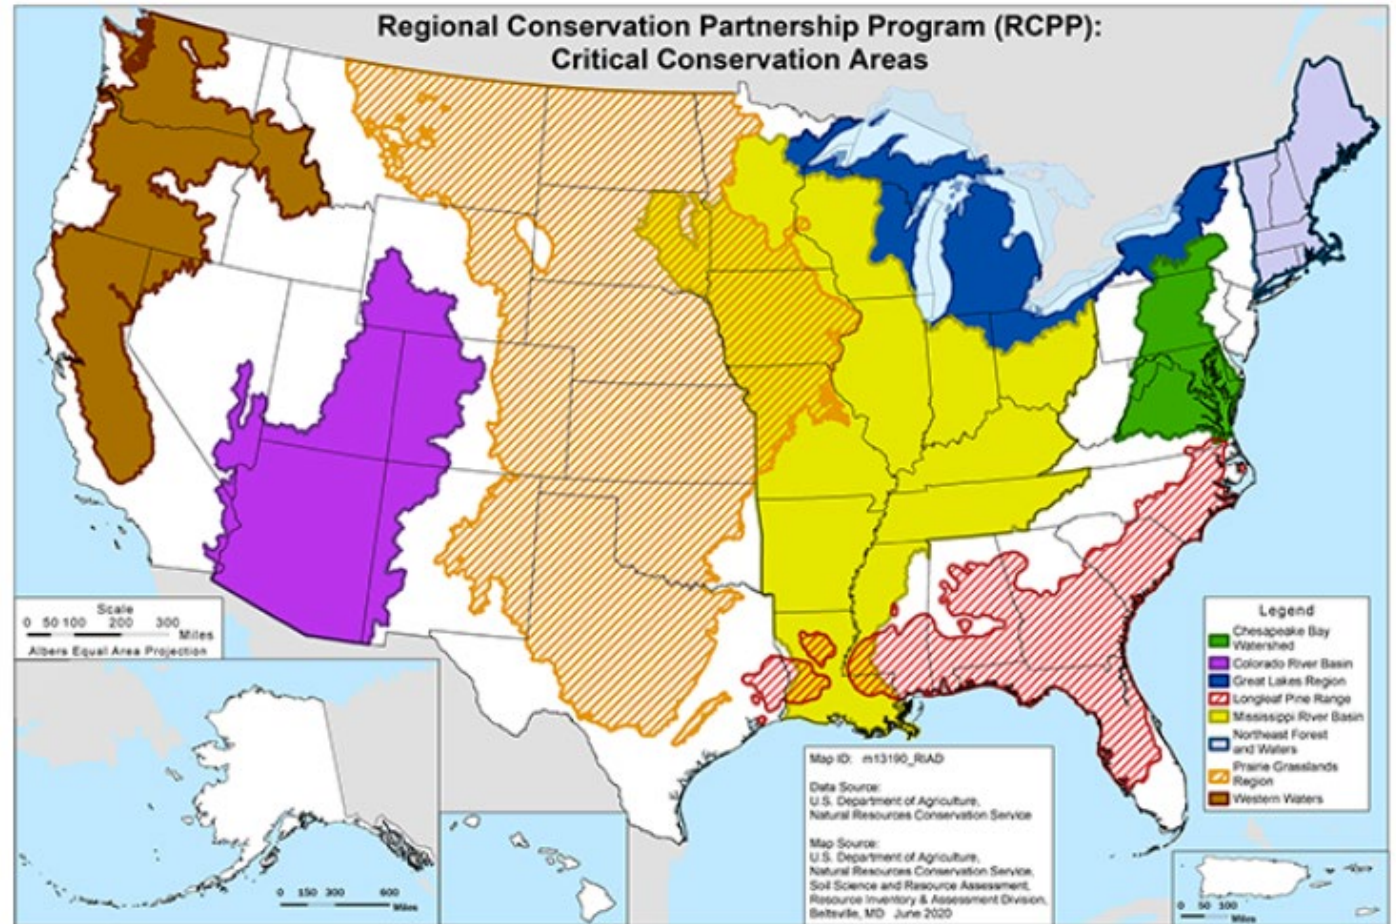 Regional Conservation Partnership Program (RCPP):
Critical Conservation Areas
Scale
0 50 100 200 300
Miles
Albers Equal Area Projection
0 150 300 600
Miles
Map ID: m13190_RIAD
Data Source:
U.S. Department of Agriculture,
Natural Resources Conservation Service
Map Source:
U.S. Department of Agriculture,
Natural Resources Conservation Service,
Soil Science and Resource Assessment,
Resource Inventory & Assessment Division,
Beltsville, MD June 2020
Legend
Chesapeake Bay
Watershed
Colorado River Basin
Great Lakes Region
Longleaf Pine Range
Mississippi River Basin
Northeast Forest
and Waters
Prairie Grasslands
Region
Western Waters
0 50 100
Miles